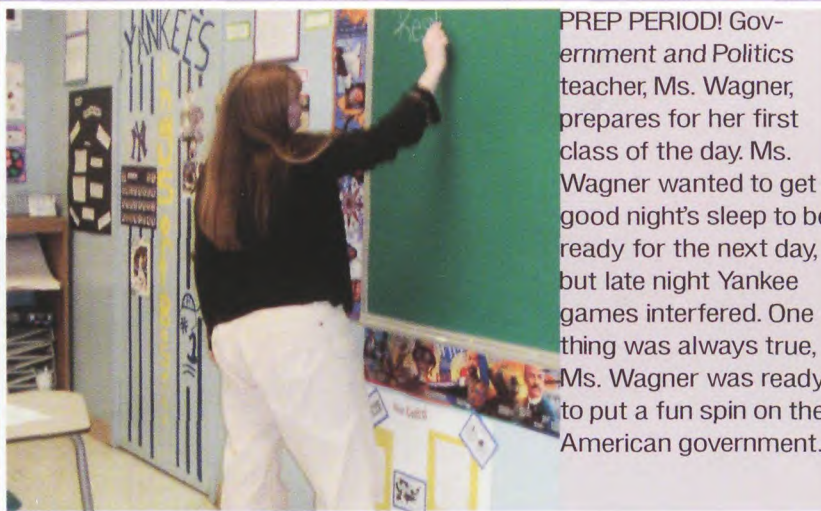 YANKEES
NY
PREP PERIOD! Gov-
ernment and Politics
teacher, Ms. Wagner,
prepares for her first
class of the day. Ms.
Wagner wanted to get
good night's sleep to be
ready for the next day,
but late night Yankee
games interfered. One
thing was always true,
Ms. Wagner was ready
to put a fun spin on the
American government.